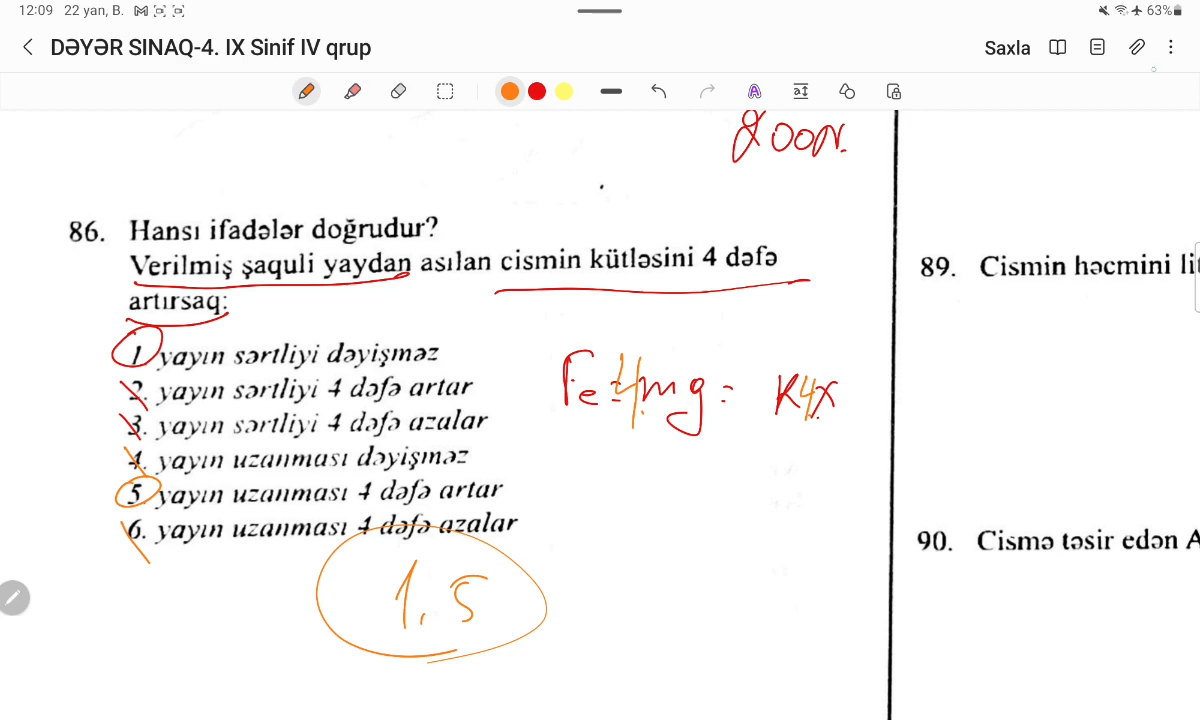 12:09 22 yan, B. 63%
DƏYƏR SINAQ-4. IX Sinif IV qrup
Saxla
200N.
86. Hansı ifadələr doğrudur?
Verilmiş şaquli yaydan asılan cismin kütləsini 4 dəfə
artırsaq:
1 yayın sərtliyi dəyişməz
2. yayın sərtliyi 4 dəfə artar
3. yayın sərtliyi 4 dəfə azalar
4. yayın uzanması dəyişməz
5. yayın uzanması 4 dəfə artar
6. yayın uzanması 4 dəfə azalar
Fe=4mg= K4x
1,5
89. Cismin həcmini
90. Cismə təsir edən A